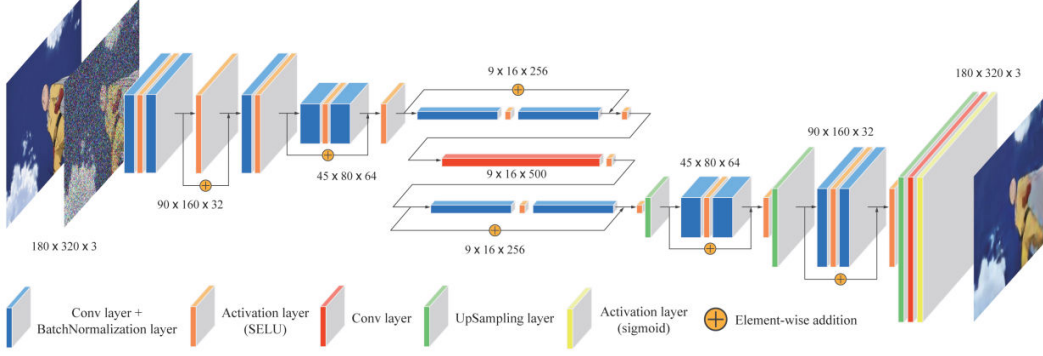 180 x 320 x 3
90 x 160 x 32
45 x 80 x 64
9 x 16 x 256
9 x 16 x 500
9 x 16 x 256
45 x 80 x 64
90 x 160 x 32
180 x 320 x 3
Conv layer +
BatchNormalization layer
Activation layer
(SELU)
Conv layer
UpSampling layer
Activation layer
(sigmoid)
Element-wise addition